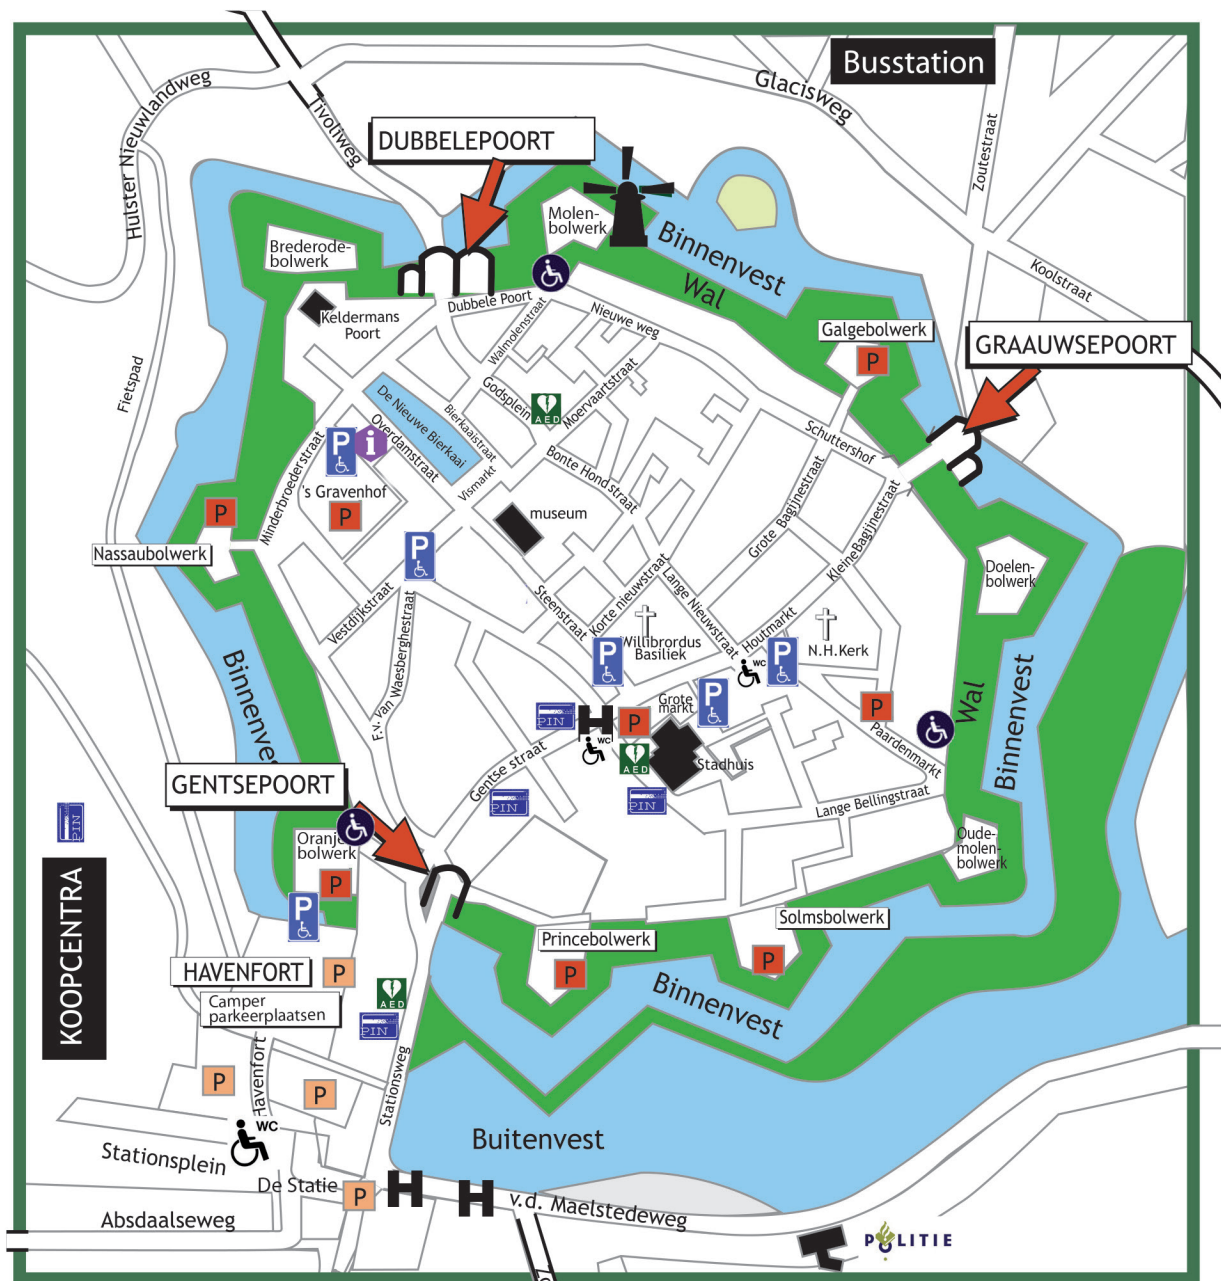 Busstation
Glacisweg
Hulster Nieuwlandweg
Tivoliweg
Zoutestraat
DUBBELEPOORT
Molen-
bolwerk
Binnenvest
Brederode-
bolwerk
Wal
Koolstraat
Dubbele Poort
Keldermans
Poort
Nieuwe weg
Galgebolwerk
P
GRAAUWSEPOORT
Walmolenstraat
Fietspad
De Nieuwe Bierkaai
Godsplein
AED
Moervaartstraat
Bierkaaistraat
Overdamstraat
P
i
Minderbroederstraat
Schuttershof
Bonte Hondstraat
Vismarkt
's Gravenhof
P
P
museum
Grote Bagijnestraat
Kleine Bagijnestraat
Nassaubolwerk
P
Doelen-
bolwerk
Vestdijkstraat
F.v. van Waesberghestraat
Steenstraat
Korte nieuwstraat
Lange Nieuwstraat
Houtmarkt
Willibrordus
Basiliek
N.H.Kerk
P
P
WC
P
Binnenvest
Grote
markt
P
P
PIN
H
WC
AED
Stadhuis
Wal
Binnenvest
Paardenmarkt
Gentse straat
GENTSEPOORT
PIN
PIN
PIN
Lange Bellingstraat
Oranje
bolwerk
P
P
Oude-
molen-
bolwerk
KOOPCENTRA
Solmsbolwerk
P
Princebolwerk
P
HAVENFORT
P
Camper
parkeerplaatsen
AED
PIN
Binnenvest
Stationsweg
Havenfort
P
P
WC
Buitenvest
Stationsplein
De Statie
P
H
H
v.d. Maelstedeweg
Absdaalseweg
POLITIE